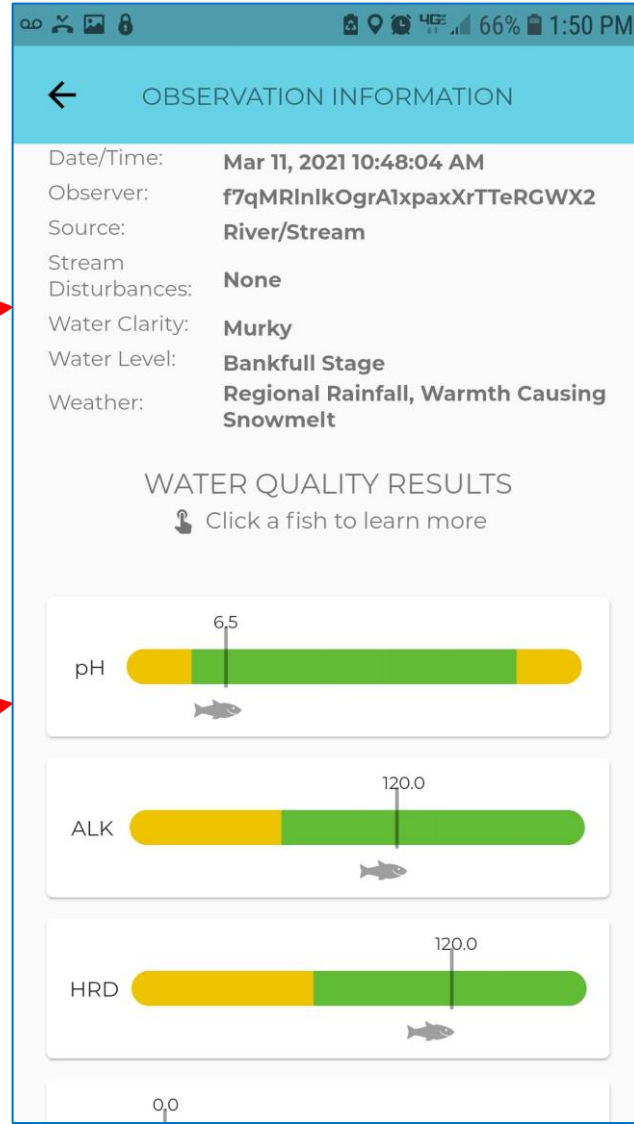 4GE 66% 1:50 PM
OBSERVATION INFORMATION
Date/Time: Mar 11, 2021 10:48:04 AM
Observer: f7qMRlnlkOgrA1xpaxXrTTeRGWX2
Source: River/Stream
Stream
Disturbances: None
Water Clarity: Murky
Water Level: Bankfull Stage
Weather: Regional Rainfall, Warmth Causing
Snowmelt
WATER QUALITY RESULTS
Click a fish to learn more
6.5
pH
120.0
ALK
120.0
HRD
0.0